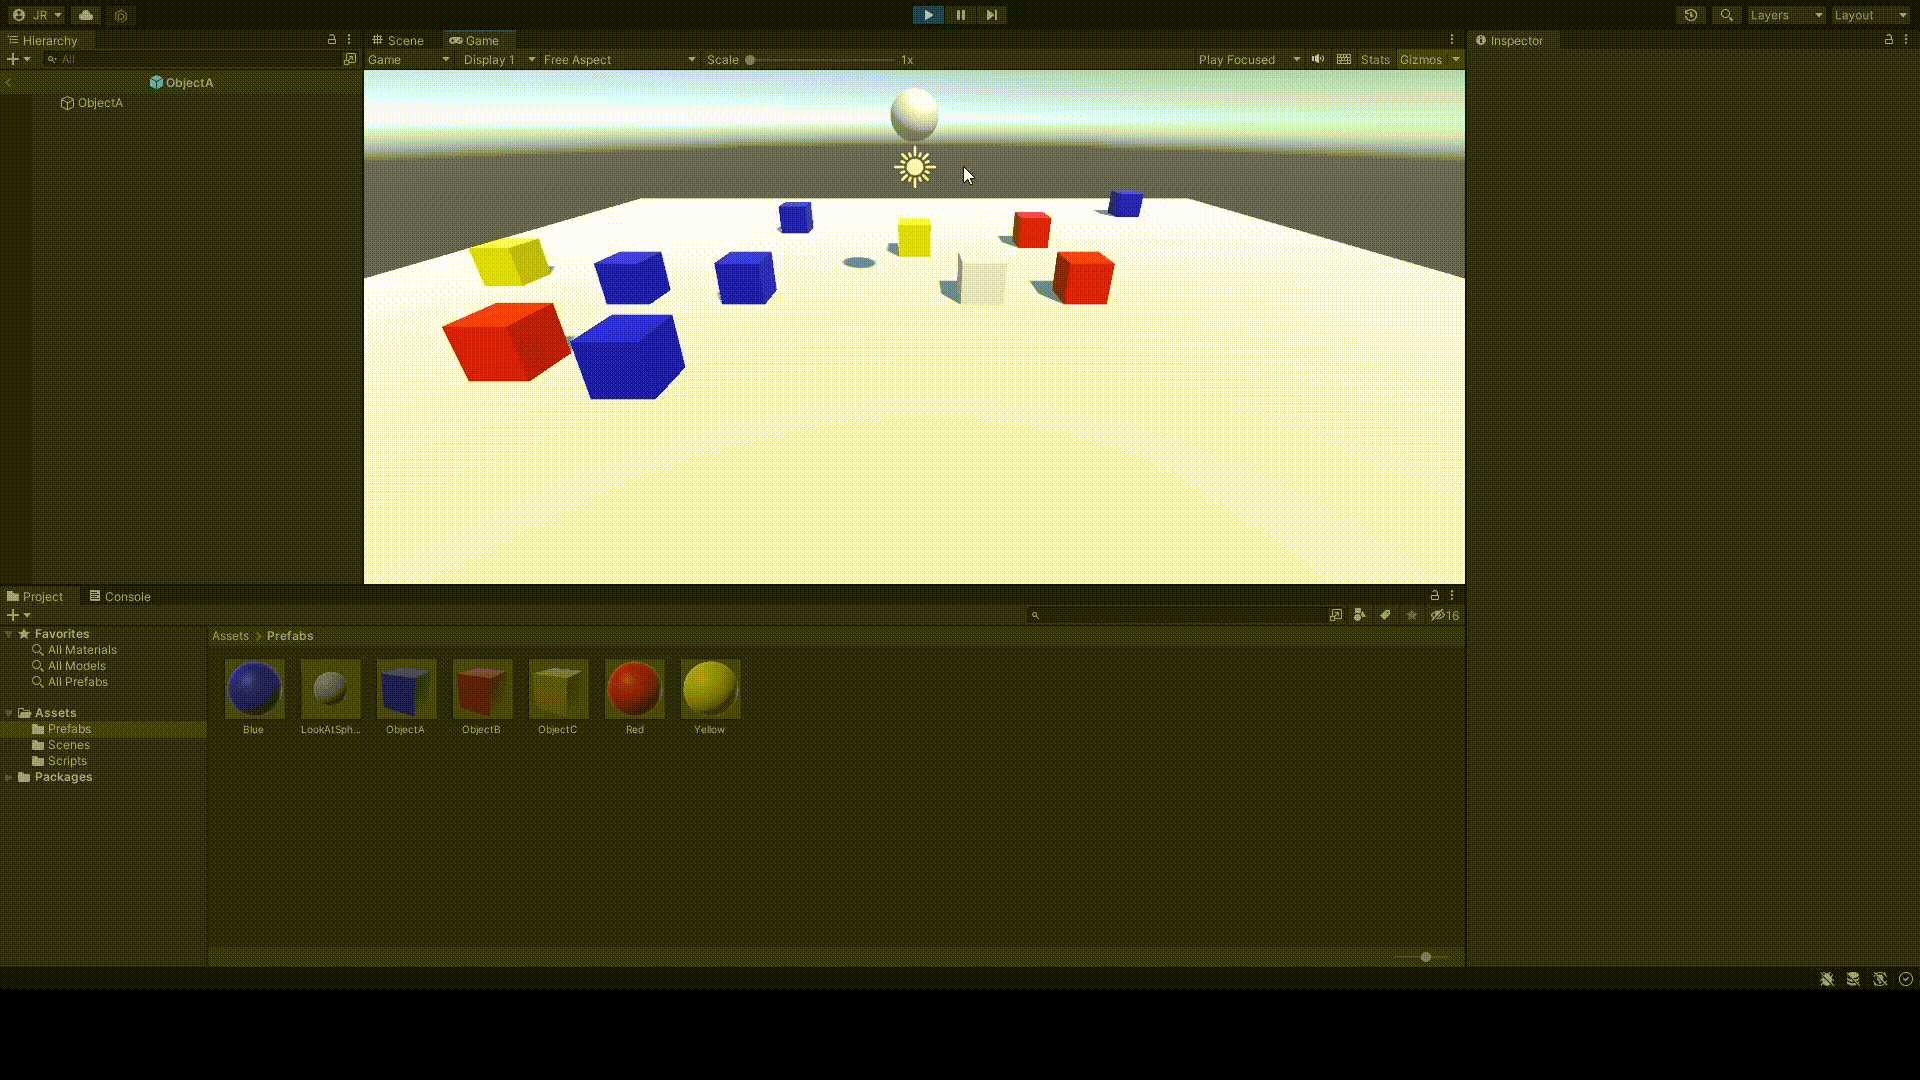 JR
Layers
Layout
Hierarchy
All
ObjectA
ObjectA
Scene
Game
Game
Display 1
Free Aspect
Scale
1x
Play Focused
Stats
Gizmos
Inspector
Project
Console
16
Favorites
All Materials
All Models
All Prefabs
Assets
Prefabs
Scenes
Scripts
Packages
Assets > Prefabs
Blue
LookAtSph...
ObjectA
ObjectB
ObjectC
Red
Yellow